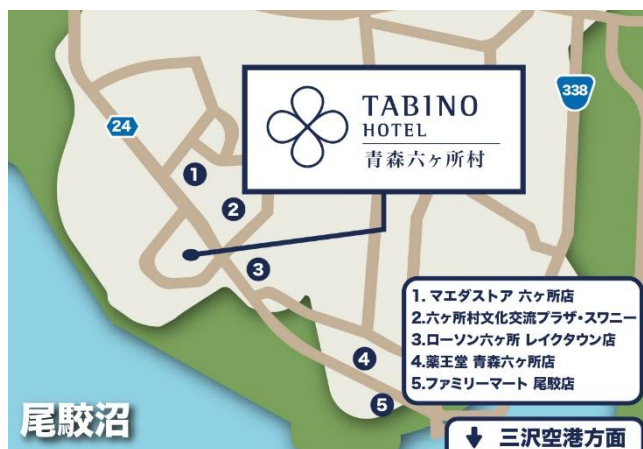 24
338
TABINO
HOTEL
青森六ヶ所村
1
2
3
4
5
1.マエダストア 六ヶ所店
2.六ヶ所村文化交流プラザ・スワニー
3.ローソン六ヶ所 レイクタウン店
4.薬王堂 青森六ヶ所店
5.ファミリーマート 尾駮店
尾駮沼
↓ 三沢空港方面